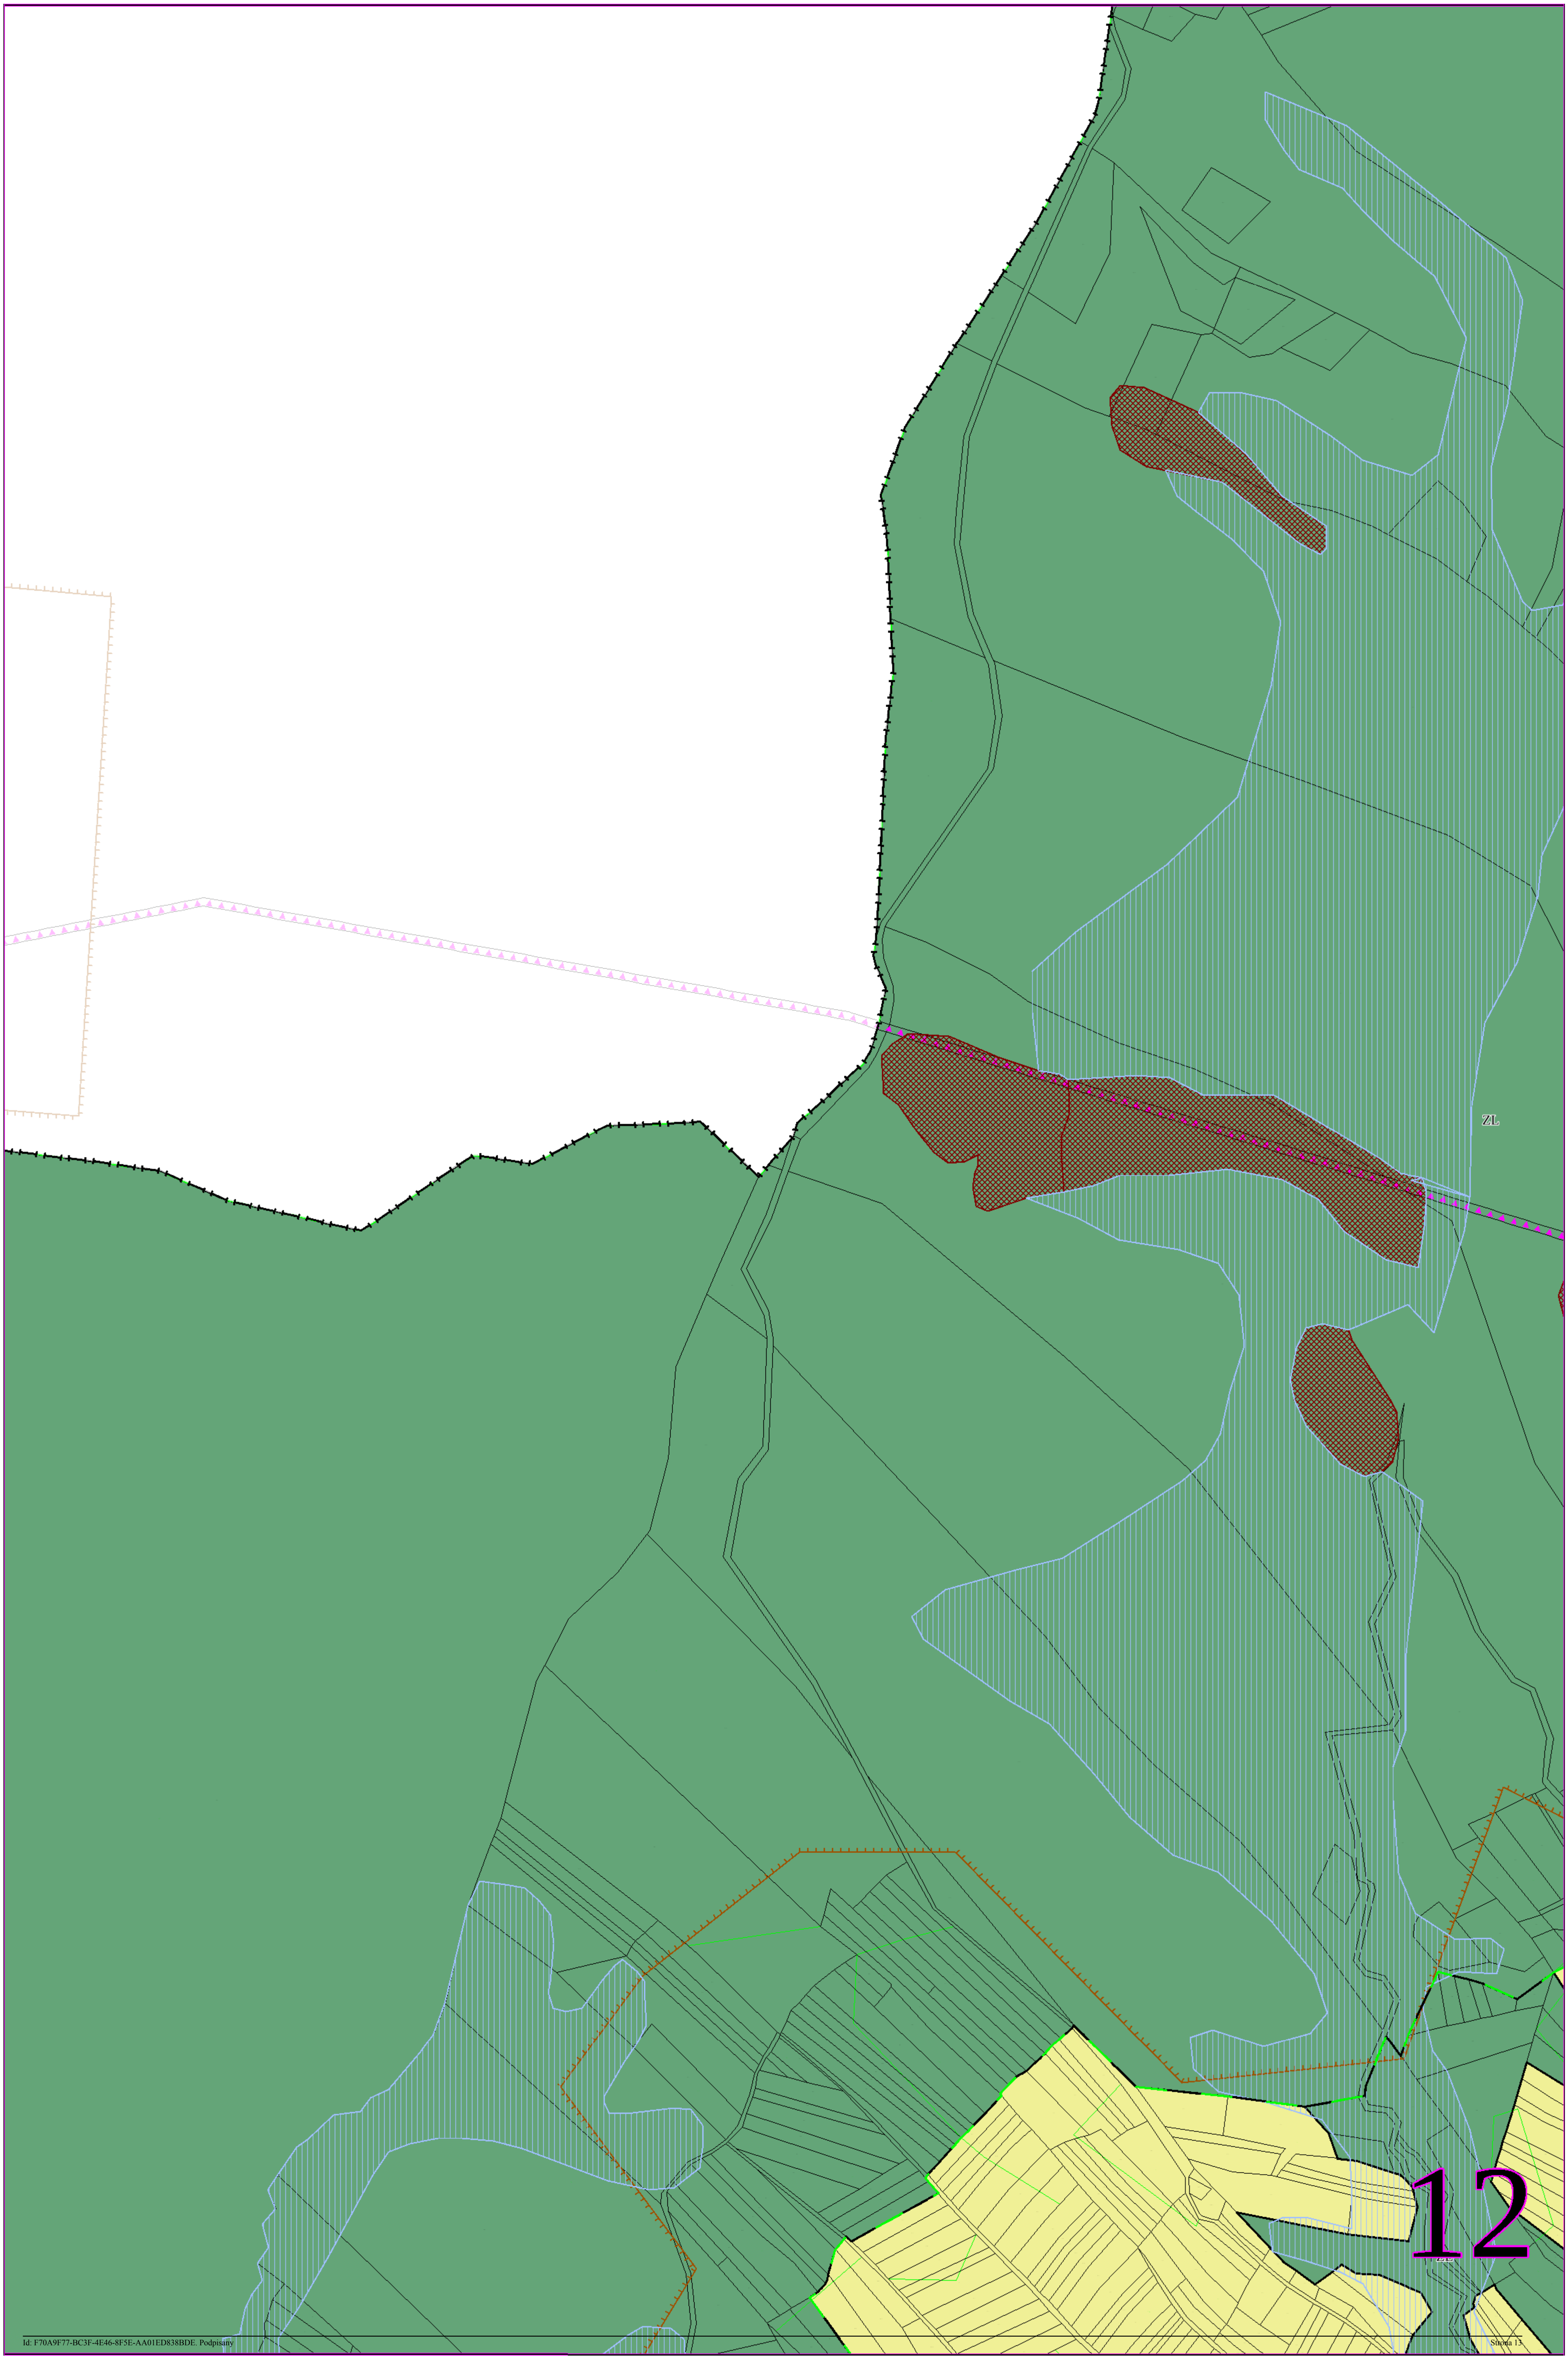 ZL
12
Id: F70A9F77-BC3F-4E46-8F5E-AA01ED838BDE. Podpisany
Strona 13